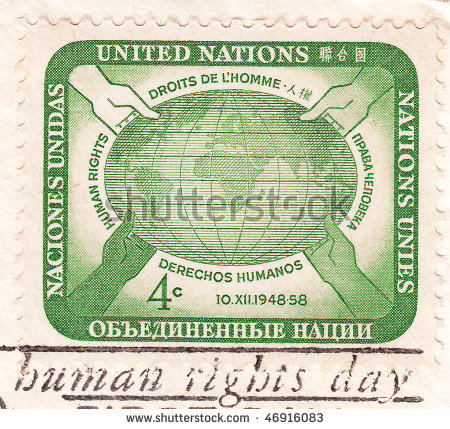 UNITED NATIONS 聯合國
DROITS DE L'HOMME · 人權
NACIONES UNIDAS
HUMAN RIGHTS
ПРАВА ЧЕЛОВЕКА
NATIONS UNIES
shutterstock
DERECHOS HUMANOS
4c
10.XII.1948-58
ОБЪЕДИНЕННЫЕ НАЦИИ
human rights day
www.shutterstock.com · 46916083